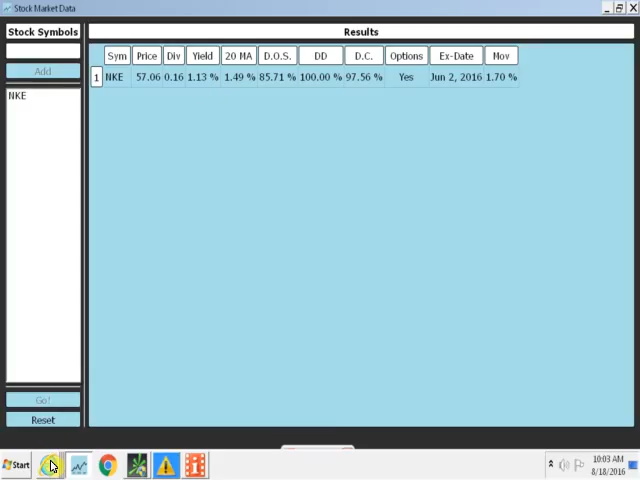 Stock Market Data
Stock Symbols
Add
NKE
Go!
Reset
Results
Sym Price Div Yield 20 MA D.O.S. DD D.C. Options Ex-Date Mov
1 NKE 57.06 0.16 1.13 % 1.49 % 85.71 % 100.00 % 97.56 % Yes Jun 2, 2016 1.70 %
Start
10:03 AM
8/18/2016